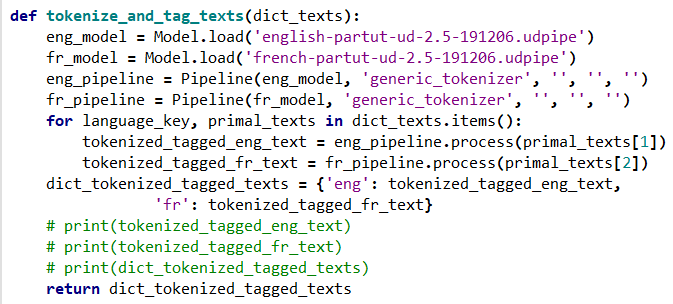 def tokenize_and_tag_texts(dict_texts):
    eng_model = Model.load('english-partut-ud-2.5-191206.udpipe')
    fr_model = Model.load('french-partut-ud-2.5-191206.udpipe')
    eng_pipeline = Pipeline(eng_model, 'generic_tokenizer', '', '', '')
    fr_pipeline = Pipeline(fr_model, 'generic_tokenizer', '', '', '')
    for language_key, primal_texts in dict_texts.items():
        tokenized_tagged_eng_text = eng_pipeline.process(primal_texts[1])
        tokenized_tagged_fr_text = fr_pipeline.process(primal_texts[2])
    dict_tokenized_tagged_texts = {'eng': tokenized_tagged_eng_text,
                'fr': tokenized_tagged_fr_text}
    # print(tokenized_tagged_eng_text)
    # print(tokenized_tagged_fr_text)
    # print(dict_tokenized_tagged_texts)
    return dict_tokenized_tagged_texts